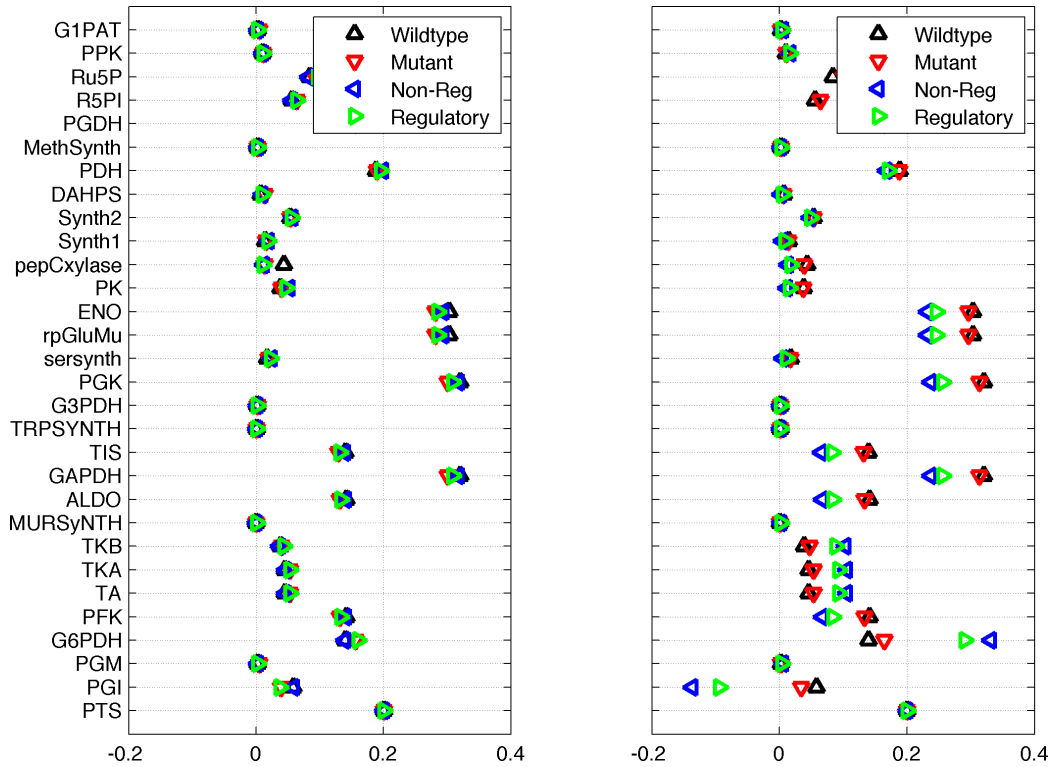 G1PAT
PPK
Ru5P
R5PI
PGDH
MethSynth
PDH
DAHPS
Synth2
Synth1
pepCxylase
PK
ENO
rpGluMu
sersynth
PGK
G3PDH
TRPSYNTH
TIS
GAPDH
ALDO
MURSyNTH
TKB
TKA
TA
PFK
G6PDH
PGM
PGI
PTS
-0.2 0 0.2 0.4
Wildtype
Mutant
Non-Reg
Regulatory
-0.2 0 0.2 0.4
Wildtype
Mutant
Non-Reg
Regulatory